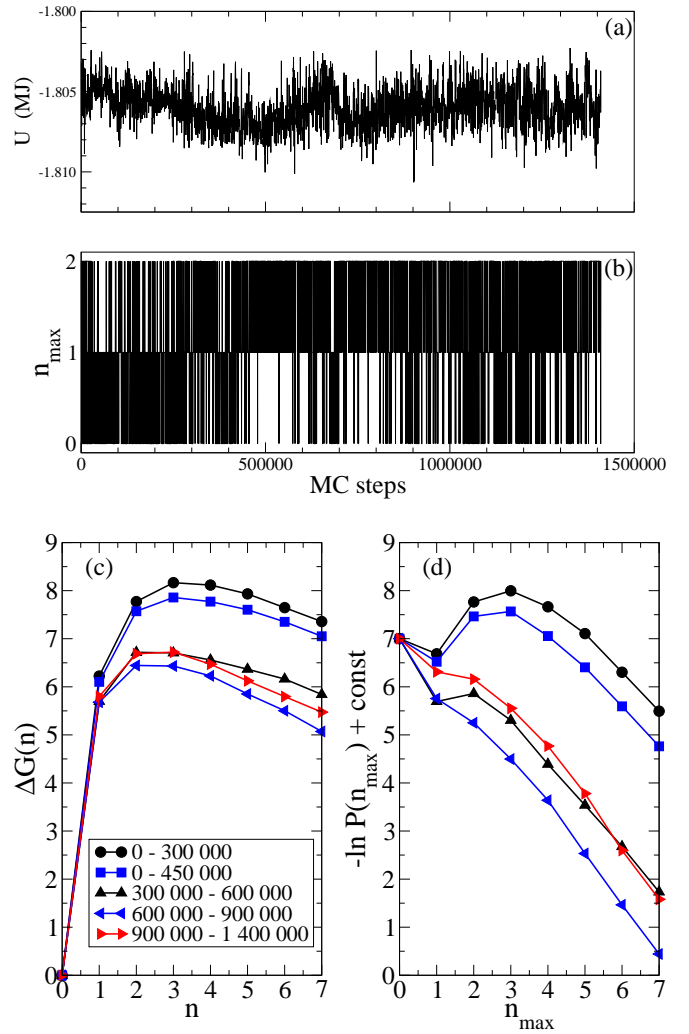 -1.800
(a)
-1.805
U (MJ)
-1.810
(b)
2
n_max
1
0
0 500000 1000000 1500000
MC steps
9 (c) 9 (d)
8 8
7 7
6 6
5 5
4 4
3 3
2 2
1 1
0 0
ΔG(n)
-ln P(n_max) + const
0 - 300 000
0 - 450 000
300 000 - 600 000
600 000 - 900 000
900 000 - 1 400 000
0 1 2 3 4 5 6 7 0 1 2 3 4 5 6 7
n n_max